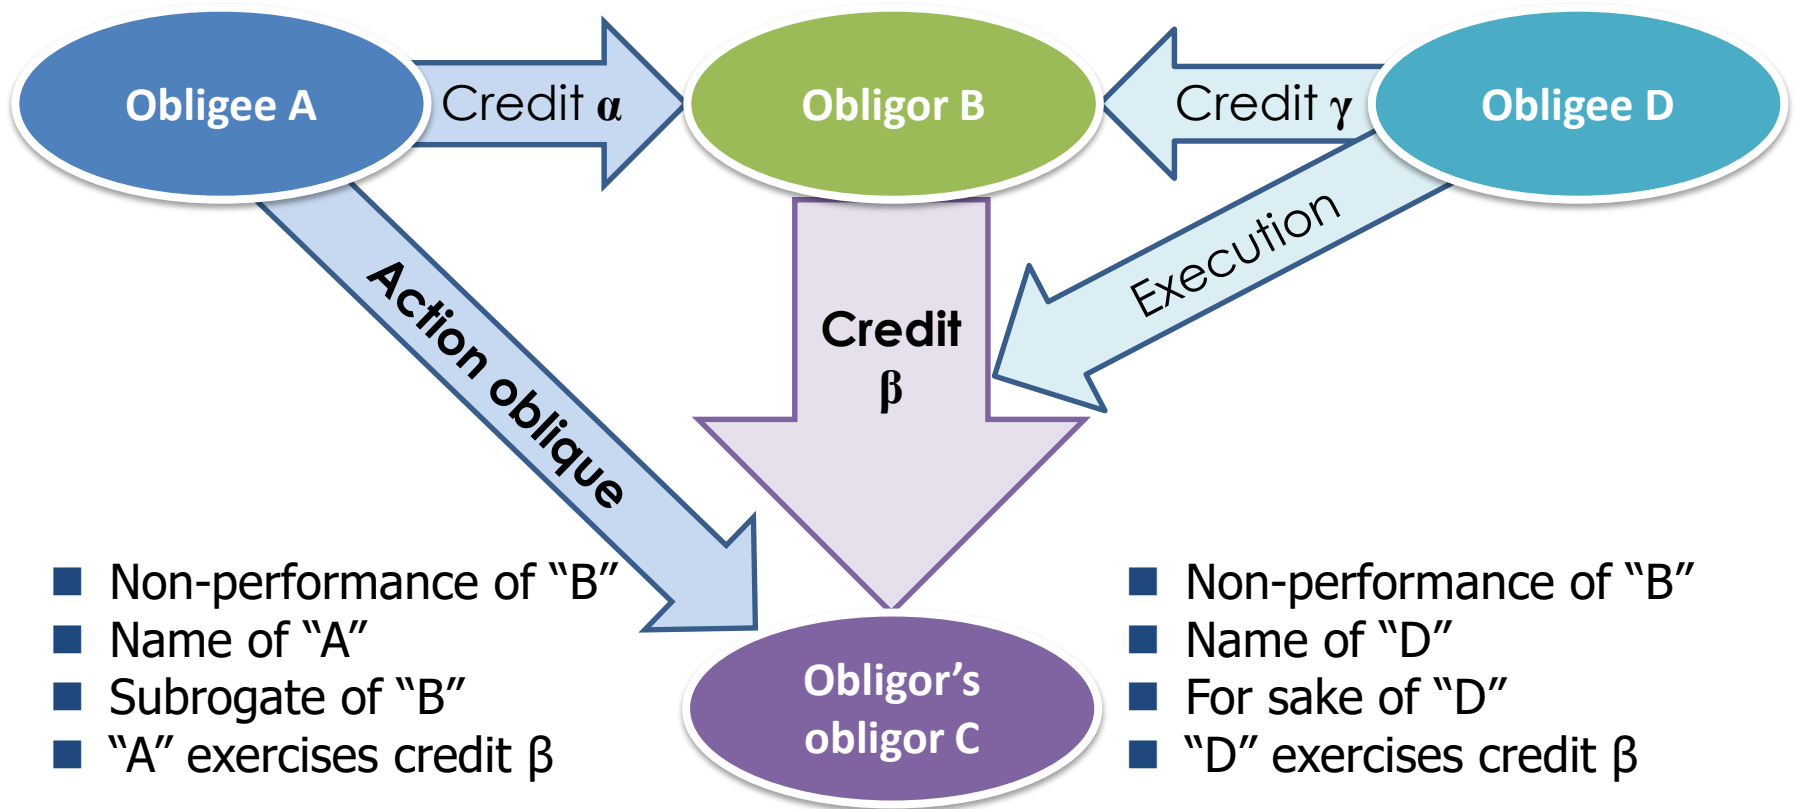 Obligee A
Credit α
Obligor B
Credit γ
Obligee D
Action oblique
Credit
β
Execution
Obligor’s
obligor C
■ Non-performance of “B”
■ Name of “A”
■ Subrogate of “B”
■ “A” exercises credit β
■ Non-performance of “B”
■ Name of “D”
■ For sake of “D”
■ “D” exercises credit β